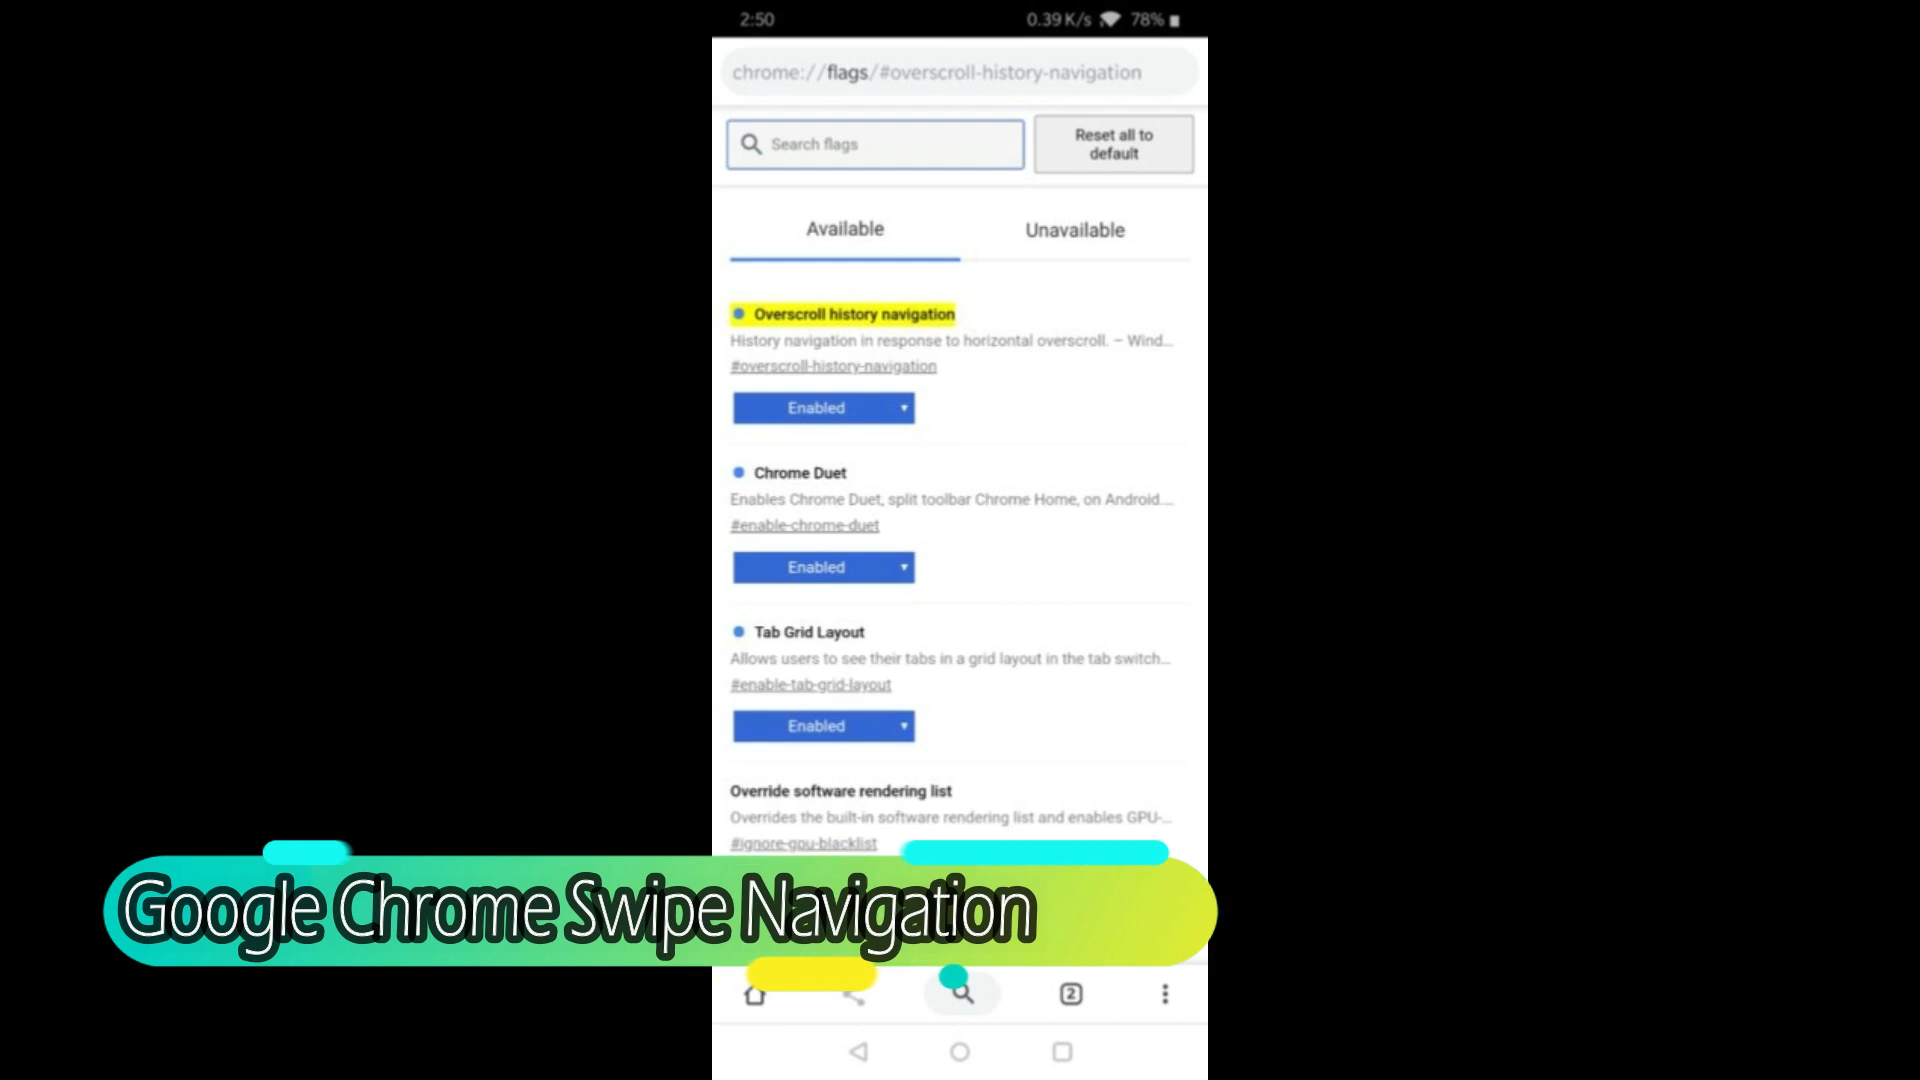 2:50 0.39 K/s 78%
chrome://flags/#overscroll-history-navigation
Search flags
Reset all to
default
Available Unavailable
Overscroll history navigation
History navigation in response to horizontal overscroll. – Wind...
#overscroll-history-navigation
Enabled
Chrome Duet
Enables Chrome Duet, split toolbar Chrome Home, on Android....
#enable-chrome-duet
Enabled
Tab Grid Layout
Allows users to see their tabs in a grid layout in the tab switch...
#enable-tab-grid-layout
Enabled
Override software rendering list
Overrides the built-in software rendering list and enables GPU-...
#ignore-gpu-blacklist
Google Chrome Swipe Navigation
2